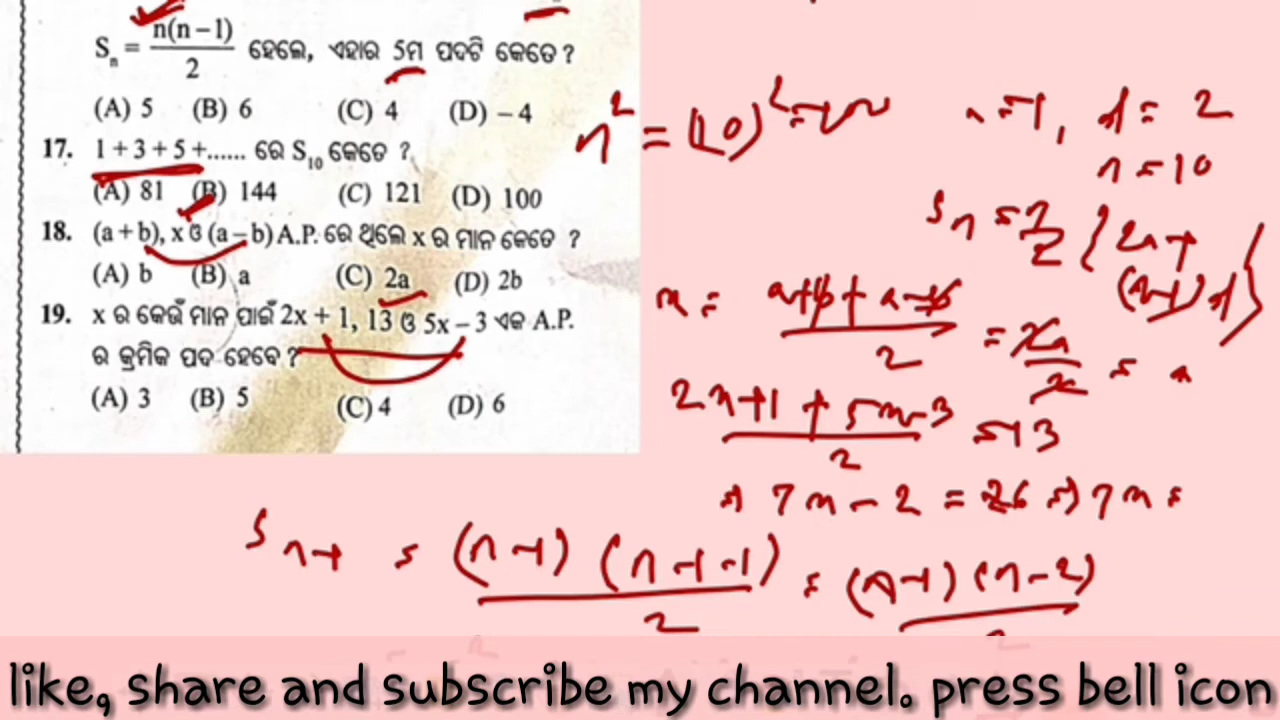 Sₙ = n(n – 1)/2 ହେଲେ, ଏହାର 5ମ ପଦଟି କେତେ ?
(A) 5 (B) 6 (C) 4 (D) – 4
17. 1 + 3 + 5 +...... ରେ S₁₀ କେତେ ?
(A) 81 (B) 144 (C) 121 (D) 100
18. (a + b), x ଓ (a – b) A.P. ରେ ଥିଲେ x ର ମାନ କେତେ ?
(A) b (B) a (C) 2a (D) 2b
19. x ର କେଉଁ ମାନ ପାଇଁ 2x + 1, 13 ଓ 5x – 3 ଏକ A.P.
ର କ୍ରମିକ ପଦ ହେବେ ?
(A) 3 (B) 5 (C) 4 (D) 6
n² = (10)² =
d = 2
n = 10
Sn = n/2 { 2a + (n-1) d }
x = a+b + a-b / 2 = 2a/2 = a
2x+1 + 5x-3 / 2 = 13
⇒ 7x - 2 = 26 ⇒ 7x =
Sn-1 = (n-1) (n-1-1) / 2 = (n-1) (n-2) / 2
like, share and subscribe my channel. press bell icon